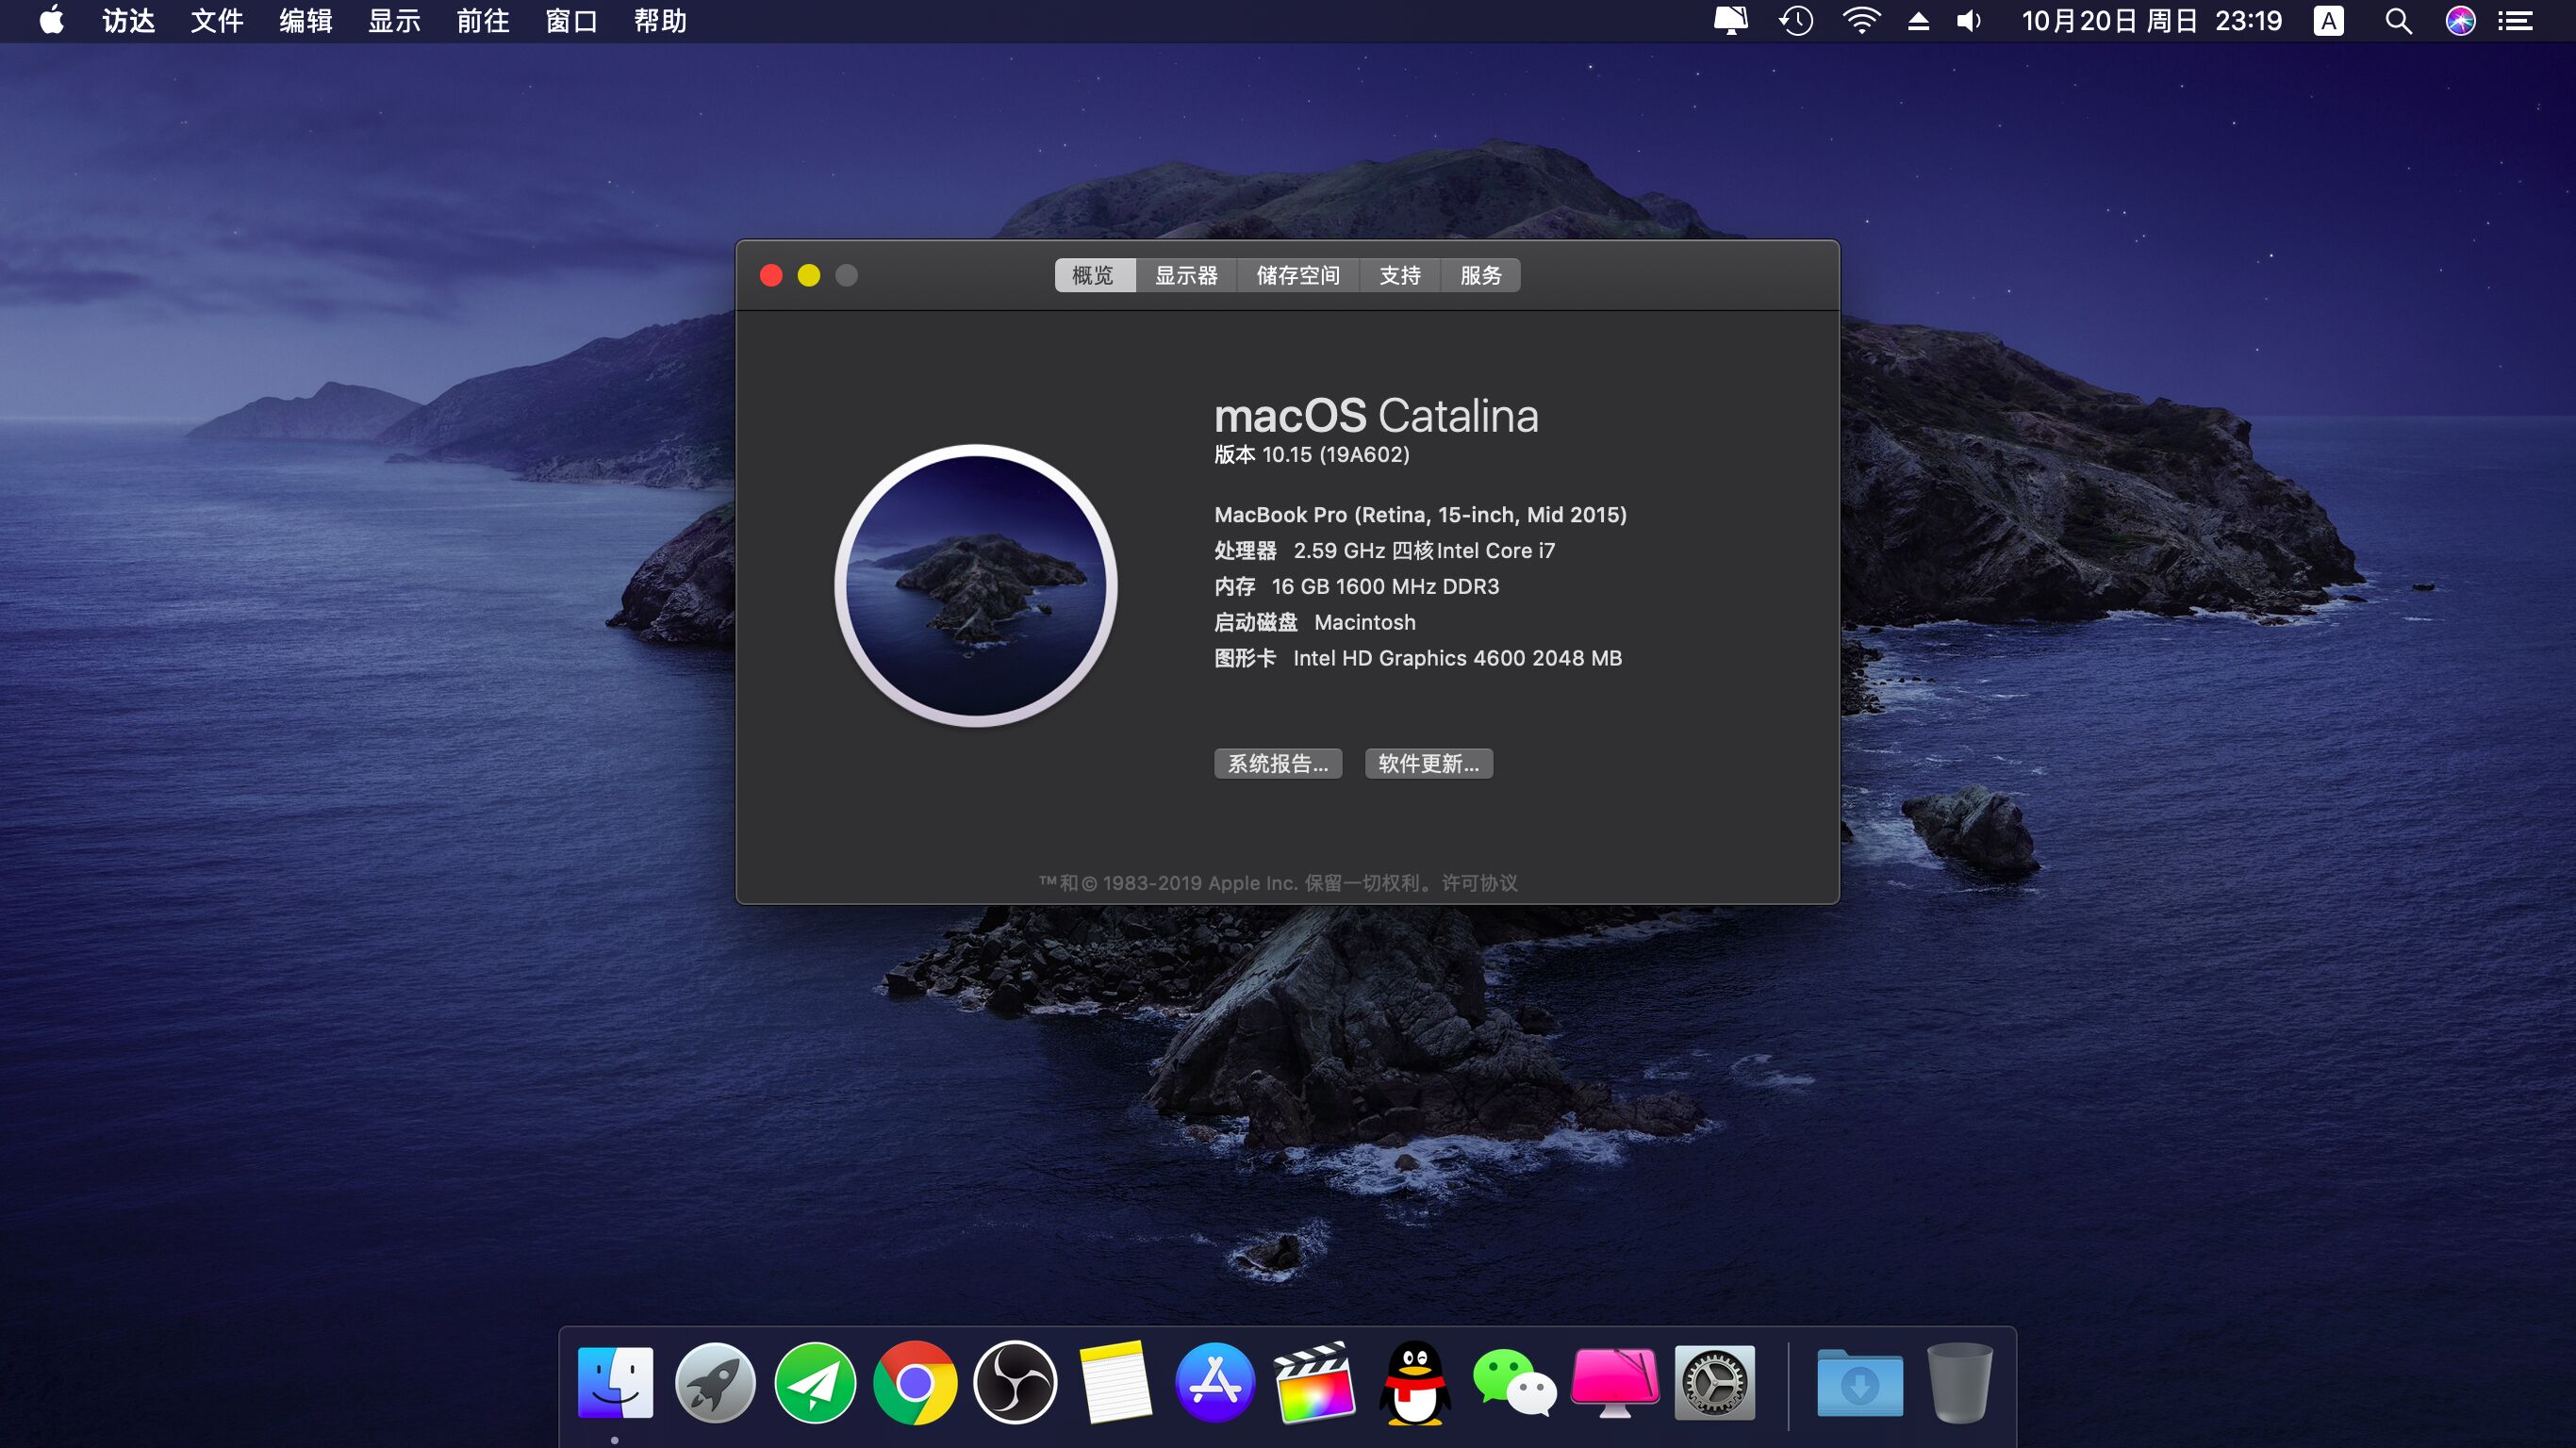 访达 文件 编辑 显示 前往 窗口 帮助 10月20日 周日 23:19 A
概览 显示器 储存空间 支持 服务
macOS Catalina
版本 10.15 (19A602)
MacBook Pro (Retina, 15-inch, Mid 2015)
处理器 2.59 GHz 四核Intel Core i7
内存 16 GB 1600 MHz DDR3
启动磁盘 Macintosh
图形卡 Intel HD Graphics 4600 2048 MB
系统报告... 软件更新...
™和© 1983-2019 Apple Inc. 保留一切权利。许可协议